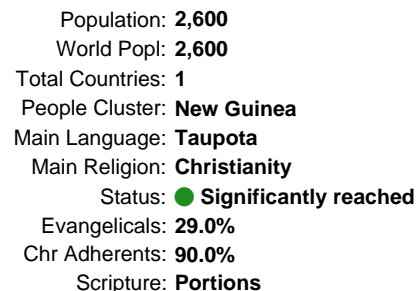 Population: 2,600
World Popl: 2,600
Total Countries: 1
People Cluster: New Guinea
Main Language: Taupota
Main Religion: Christianity
Status: Significantly reached
Evangelicals: 29.0%
Chr Adherents: 90.0%
Scripture: Portions